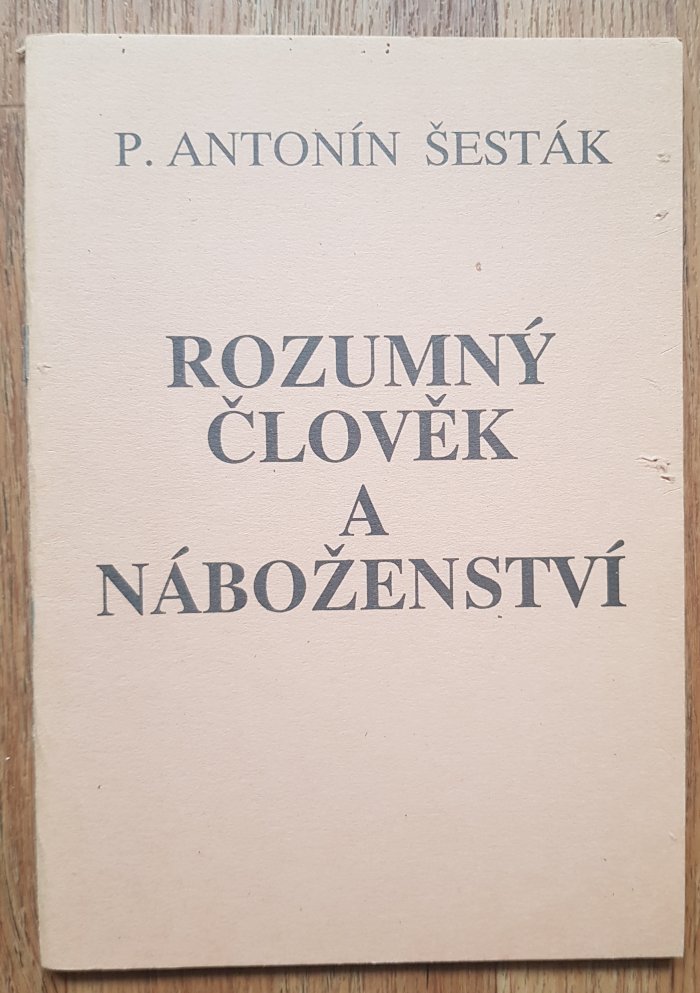 P. ANTONÍN ŠESTÁK
ROZUMNÝ
ČLOVĚK
A
NÁBOŽENSTVÍ